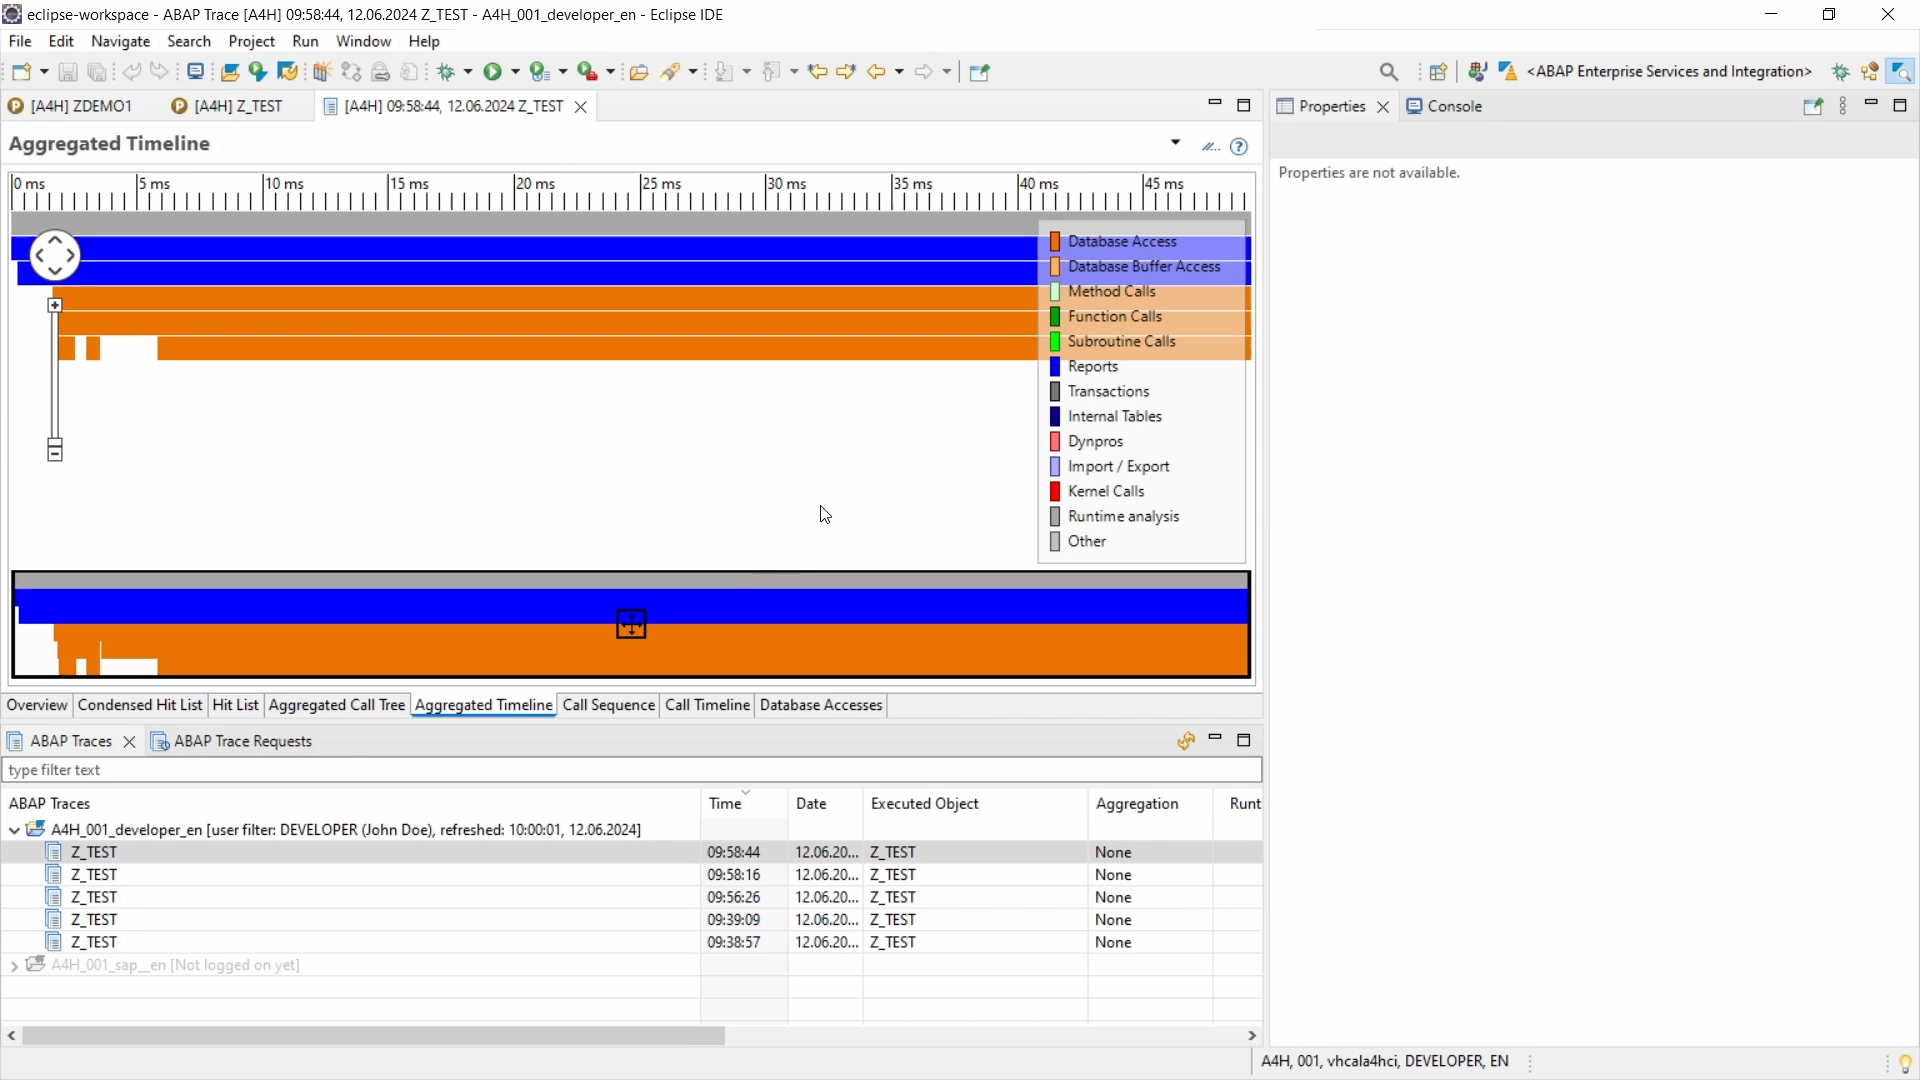 eclipse-workspace - ABAP Trace [A4H] 09:58:44, 12.06.2024 Z_TEST - A4H_001_developer_en - Eclipse IDE
File Edit Navigate Search Project Run Window Help
<ABAP Enterprise Services and Integration>
[A4H] ZDEMO1 [A4H] Z_TEST [A4H] 09:58:44, 12.06.2024 Z_TEST
Properties Console
Aggregated Timeline
Properties are not available.
0 ms 5 ms 10 ms 15 ms 20 ms 25 ms 30 ms 35 ms 40 ms 45 ms
Database Access
Database Buffer Access
Method Calls
Function Calls
Subroutine Calls
Reports
Transactions
Internal Tables
Dynpros
Import / Export
Kernel Calls
Runtime analysis
Other
Overview Condensed Hit List Hit List Aggregated Call Tree Aggregated Timeline Call Sequence Call Timeline Database Accesses
ABAP Traces ABAP Trace Requests
type filter text
ABAP Traces Time Date Executed Object Aggregation Runt
A4H_001_developer_en [user filter: DEVELOPER (John Doe), refreshed: 10:00:01, 12.06.2024]
Z_TEST 09:58:44 12.06.20... Z_TEST None
Z_TEST 09:58:16 12.06.20... Z_TEST None
Z_TEST 09:56:26 12.06.20... Z_TEST None
Z_TEST 09:39:09 12.06.20... Z_TEST None
Z_TEST 09:38:57 12.06.20... Z_TEST None
A4H_001_sap__en [Not logged on yet]
A4H, 001, vhcala4hci, DEVELOPER, EN